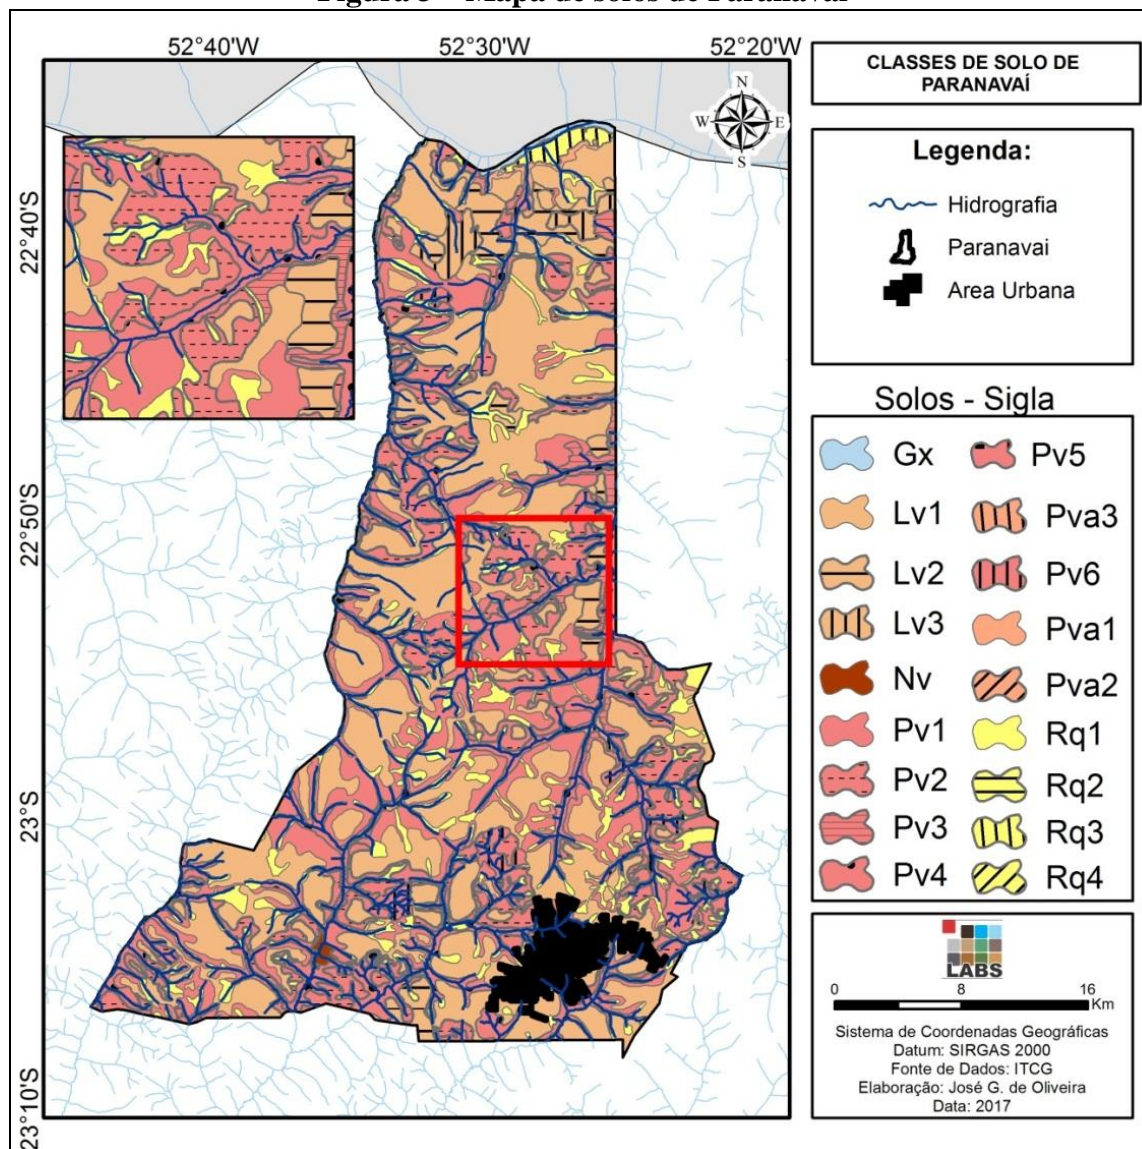 Figura 3 – Mapa de solos de Paranavaí
52°40'W
52°30'W
52°20'W
22°40'S
22°50'S
23°S
23°10'S
N
W
E
S
CLASSES DE SOLO DE
PARANAVAÍ
Legenda:
Hidrografia
Paranavai
Area Urbana
Solos - Sigla
Gx
Lv1
Lv2
Lv3
Nv
Pv1
Pv2
Pv3
Pv4
Pv5
Pva3
Pv6
Pva1
Pva2
Rq1
Rq2
Rq3
Rq4
LABS
0 8 16
Km
Sistema de Coordenadas Geográficas
Datum: SIRGAS 2000
Fonte de Dados: ITCG
Elaboração: José G. de Oliveira
Data: 2017